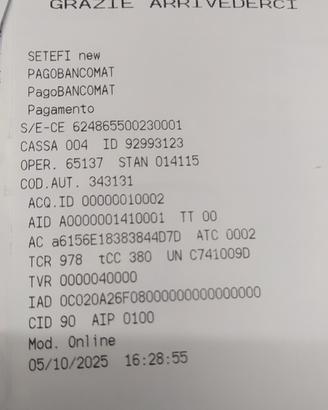 GRAZIE ARRIVEDERCI
SETEFI new
PAGOBANCOMAT
PagoBANCOMAT
Pagamento
S/E-CE 624865500230001
CASSA 004 ID 92993123
OPER. 65137 STAN 014115
COD.AUT. 343131
ACQ.ID 00000010002
AID A0000001410001 TT 00
AC a6156E18383844D7D ATC 0002
TCR 978 tCC 380 UN C741009D
TVR 0000040000
IAD 0C020A26F08000000000000000
CID 90 AIP 0100
Mod. Online
05/10/2025 16:28:55